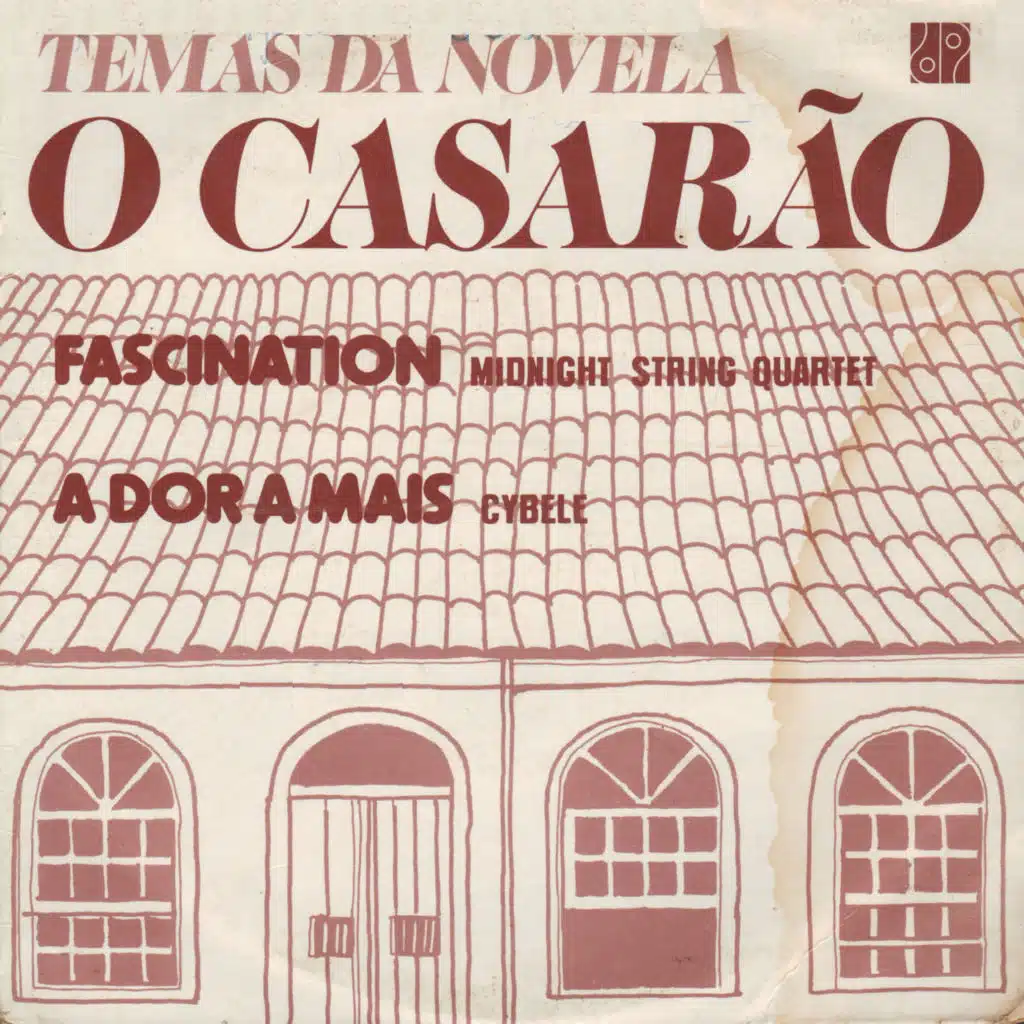 TEMAS DA NOVELA
O CASARÃO
FASCINATION MIDNIGHT STRING QUARTET
A DOR A MAIS CYBELE